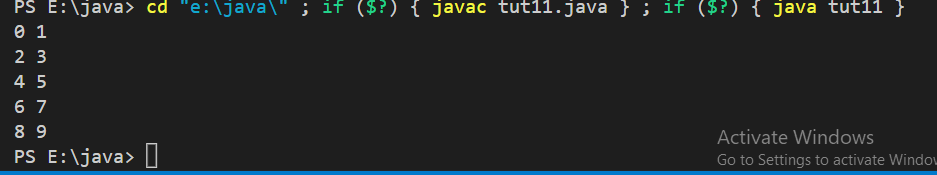 PS E:\java> cd "e:\java\" ; if ($?) { javac tut11.java } ; if ($?) { java tut11 }
0 1
2 3
4 5
6 7
8 9
PS E:\java>
Activate Windows
Go to Settings to activate Window